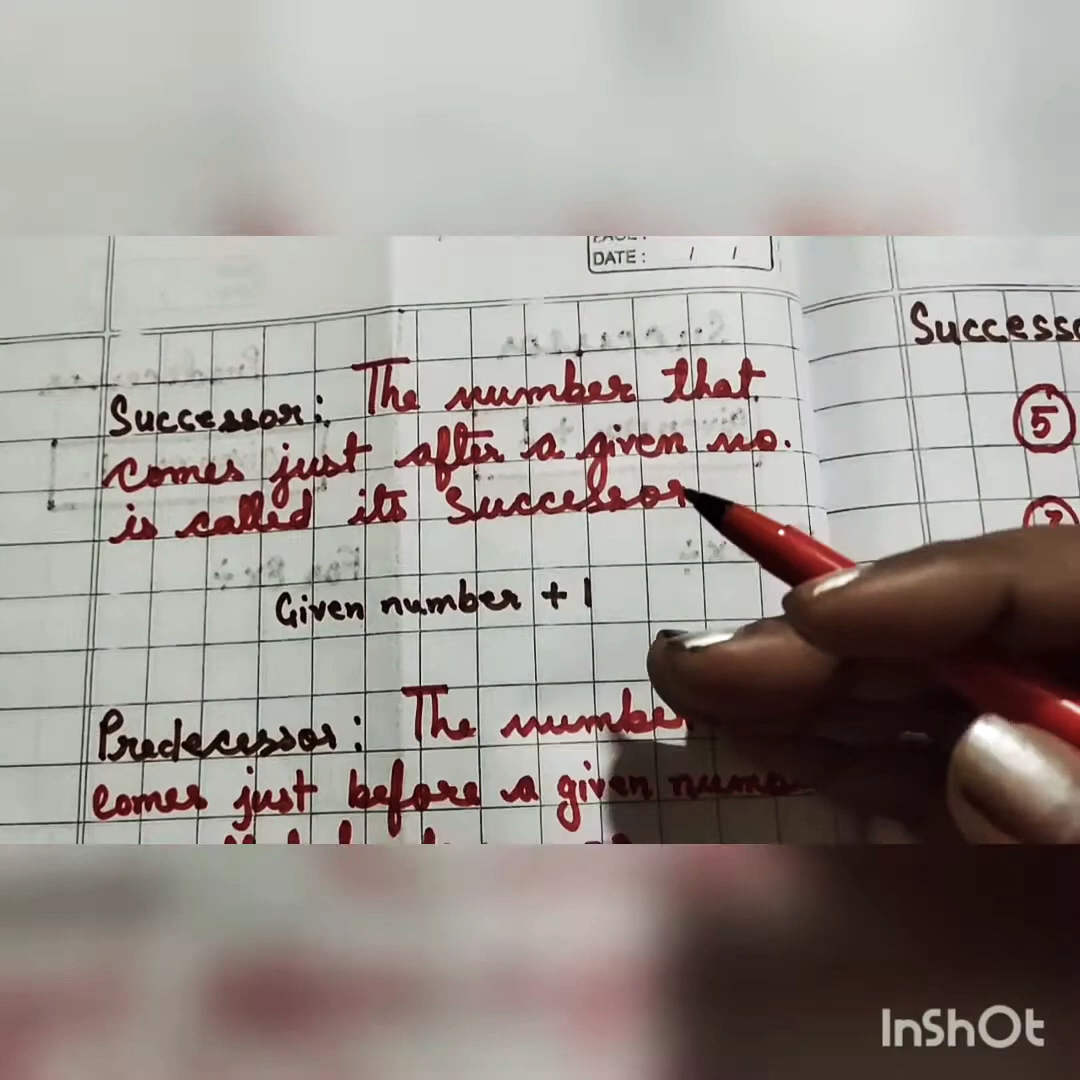 DATE : / /
Successor: The number that
comes just after a given no.
is called its Successor
Given number + 1
Predecessor: The number
comes just before a given
Successo
5
InShOt